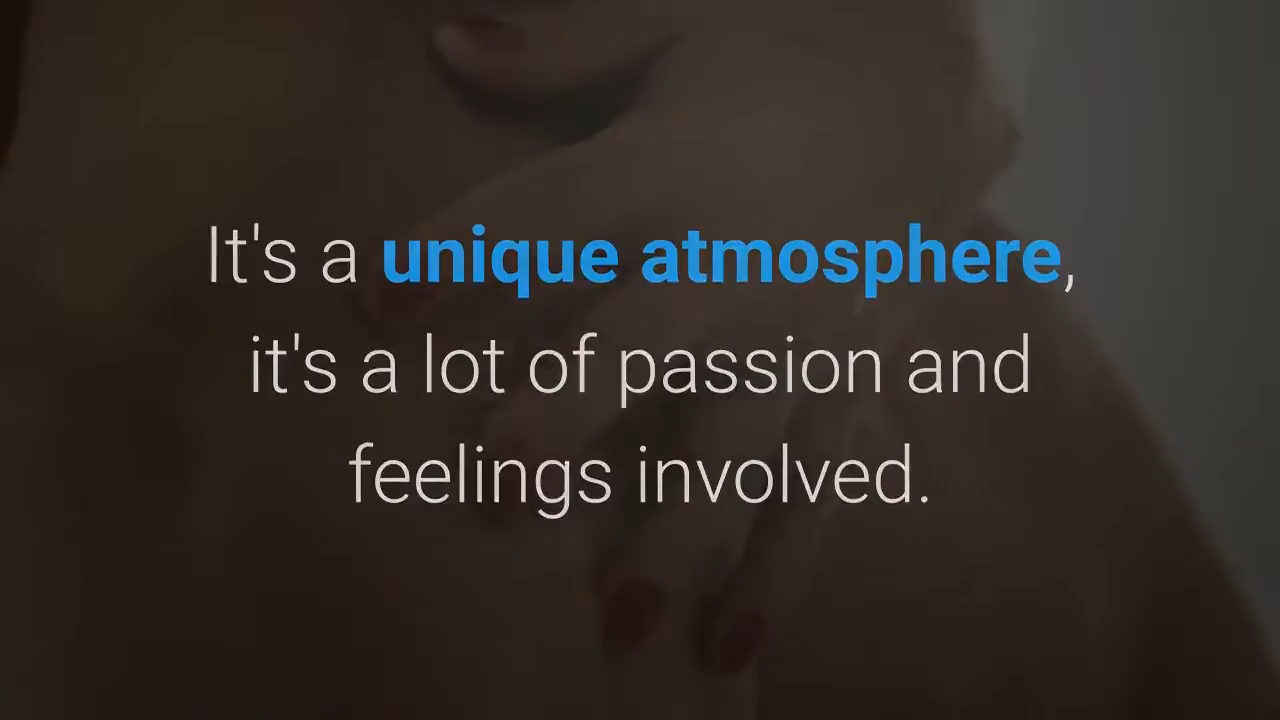 It's a unique atmosphere,
it's a lot of passion and
feelings involved.